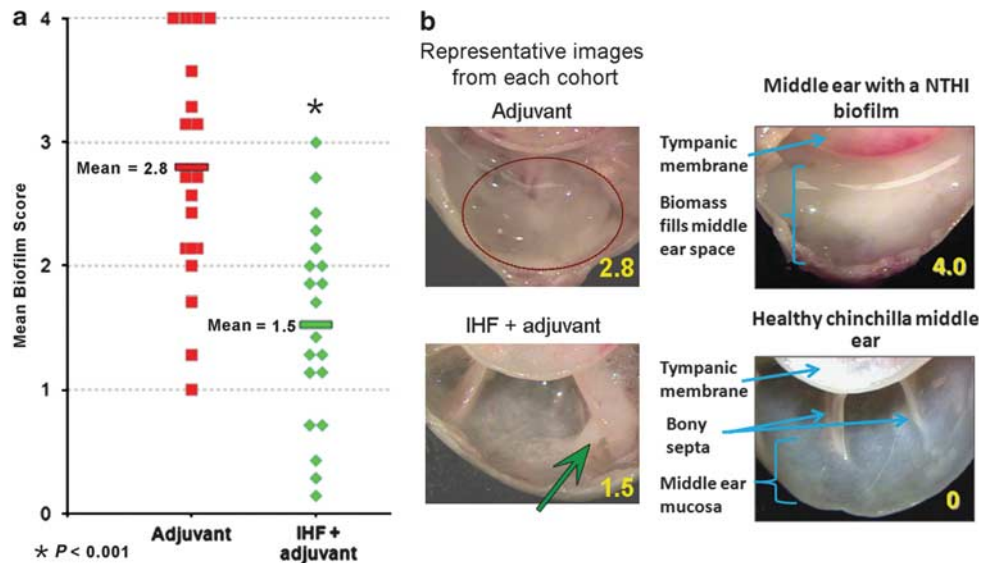 a
4
3
2
1
0
Mean Biofilm Score
Mean = 2.8
*
Mean = 1.5
Adjuvant
IHF +
adjuvant
* P < 0.001
b
Representative images
from each cohort
Adjuvant
2.8
IHF + adjuvant
1.5
Middle ear with a NTHI
biofilm
Tympanic
membrane
Biomass
fills middle
ear space
4.0
Healthy chinchilla middle
ear
Tympanic
membrane
Bony
septa
Middle ear
mucosa
0